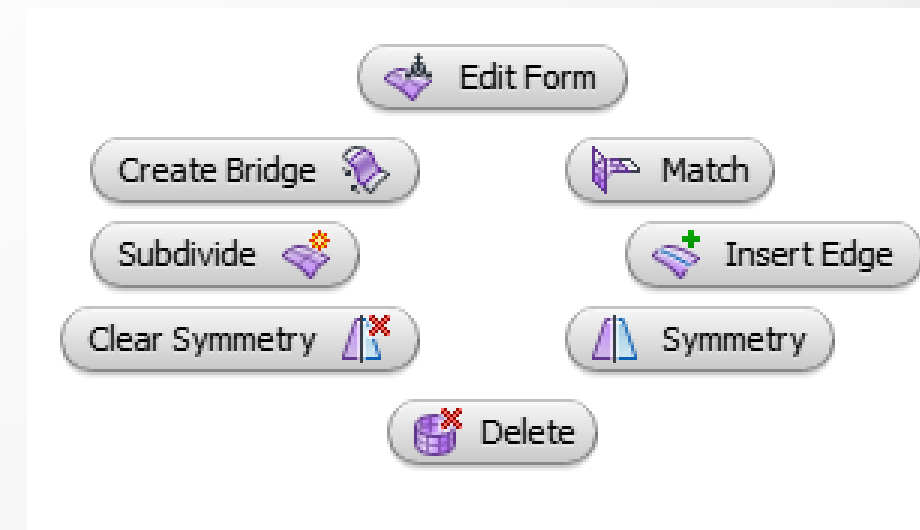 Edit Form
Create Bridge
Match
Subdivide
Insert Edge
Clear Symmetry
Symmetry
Delete